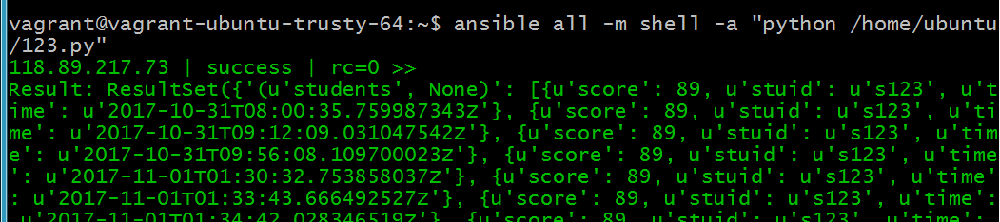 vagrant@vagrant-ubuntu-trusty-64:~$ ansible all -m shell -a "python /home/ubuntu
/123.py"
118.89.217.73 | success | rc=0 >>
Result: ResultSet({'(u'students', None)': [{u'score': 89, u'stuid': u's123', u't
ime': u'2017-10-31T08:00:35.759987343Z'}, {u'score': 89, u'stuid': u's123', u'ti
me': u'2017-10-31T09:12:09.031047542Z'}, {u'score': 89, u'stuid': u's123', u'tim
e': u'2017-10-31T09:56:08.109700023Z'}, {u'score': 89, u'stuid': u's123', u'time
': u'2017-11-01T01:30:32.753858037Z'}, {u'score': 89, u'stuid': u's123', u'time'
: u'2017-11-01T01:33:43.666492527Z'}, {u'score': 89, u'stuid': u's123', u'time':
u'2017-11-01T01:34:42.028346519Z'}, {u'score': 89, u'stuid': u's123', u'time':